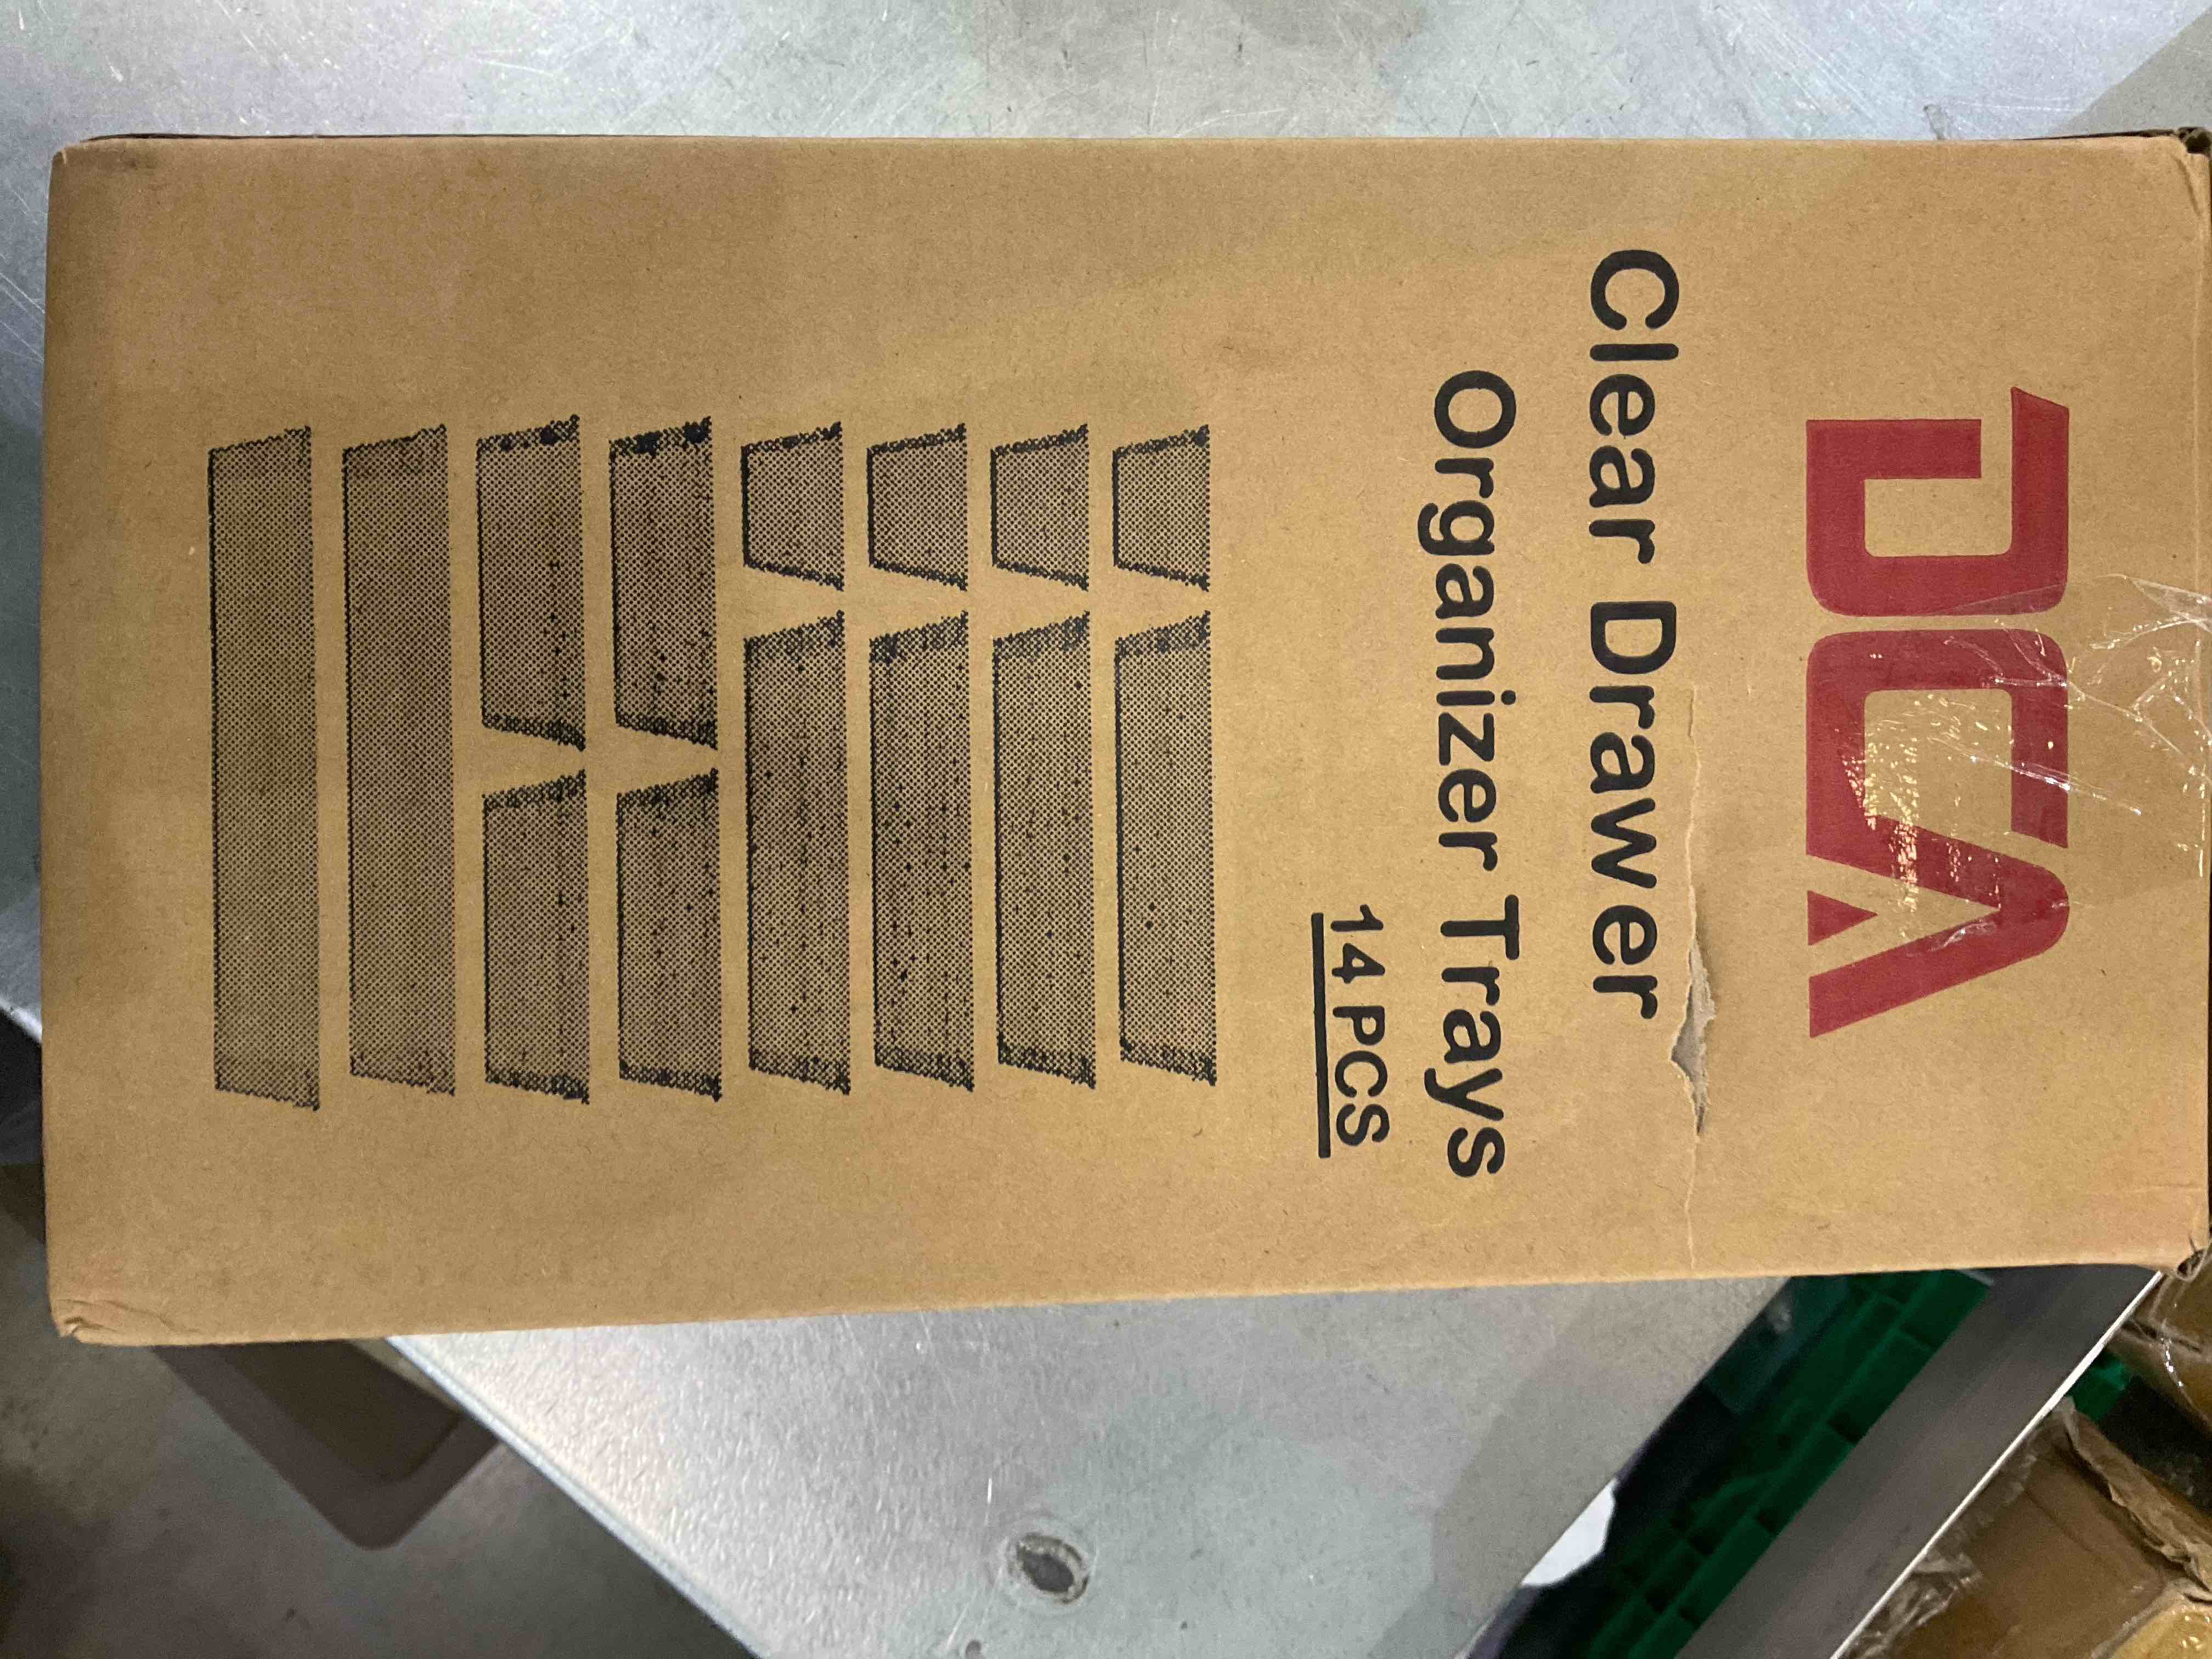 DCA
Clear Drawer
Organizer Trays
14 PCS